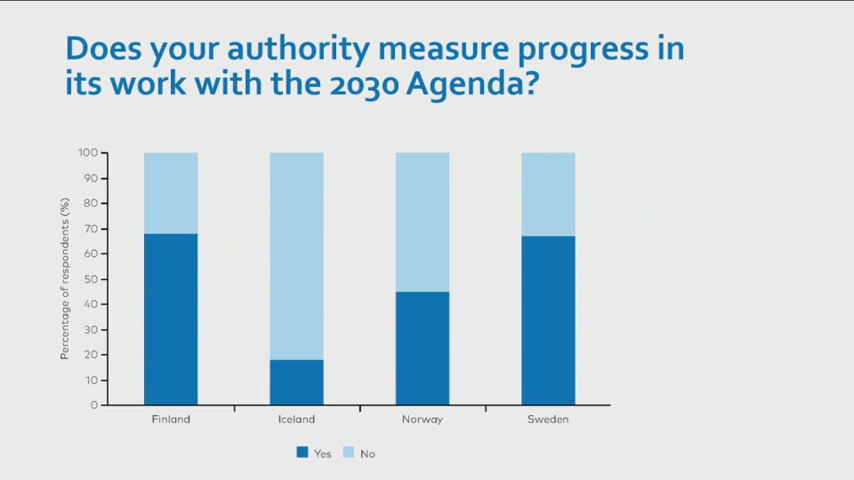 Does your authority measure progress in
its work with the 2030 Agenda?
Percentage of respondents (%)
100
90
80
70
60
50
40
30
20
10
0
Finland
Iceland
Norway
Sweden
Yes
No